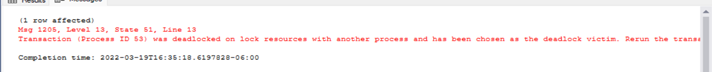 Results Messages
(1 row affected)
Msg 1205, Level 13, State 51, Line 13
Transaction (Process ID 53) was deadlocked on lock resources with another process and has been chosen as the deadlock victim. Rerun the
Completion time: 2022-03-19T16:35:18.6197828-06:00